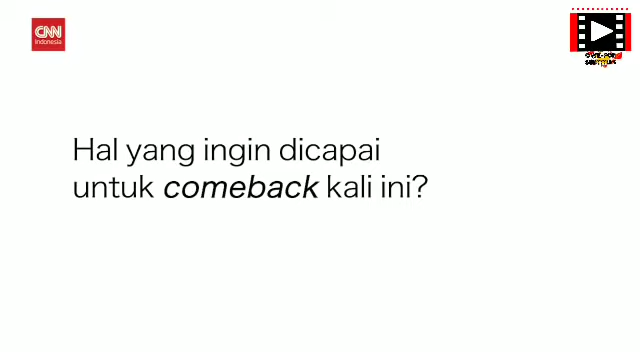 CNN
Indonesia
Hal yang ingin dicapai
untuk comeback kali ini?